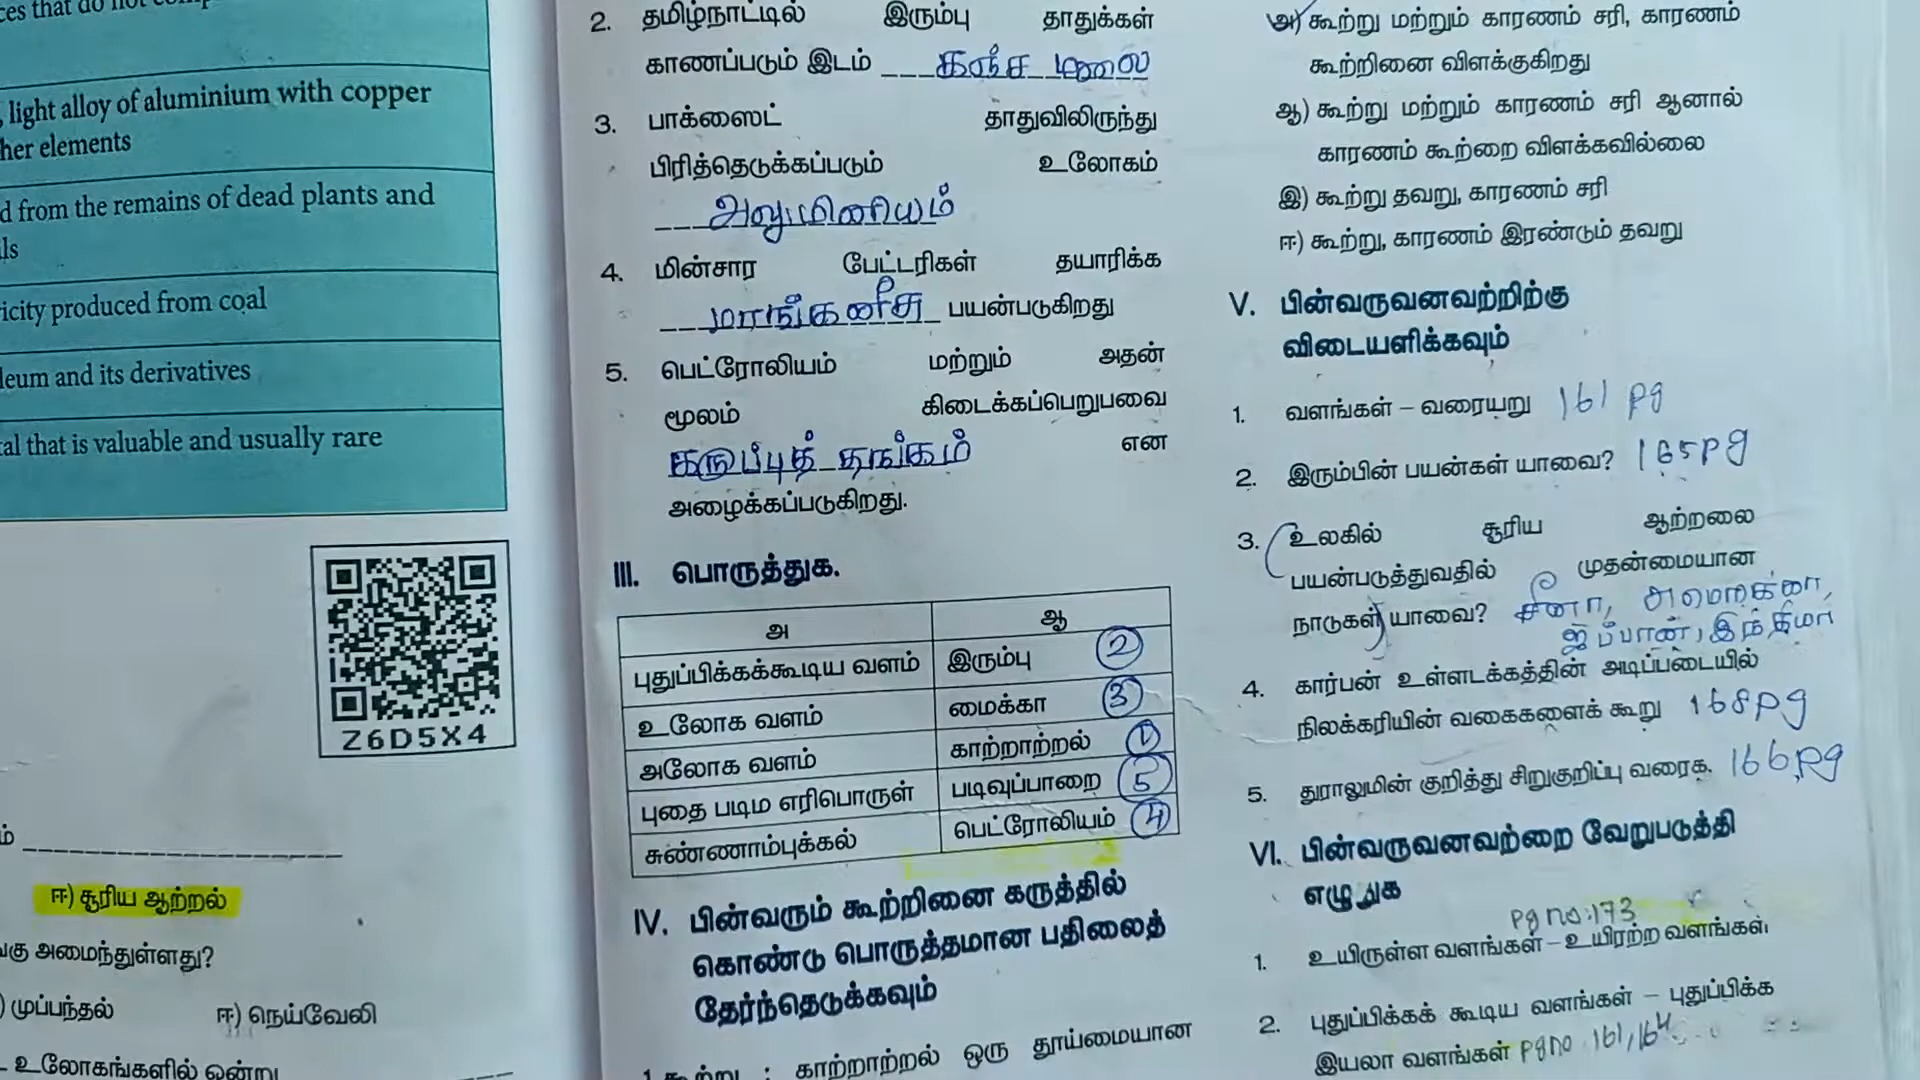 ces that do not
light alloy of aluminium with copper
her elements
d from the remains of dead plants and
ls
icity produced from coal
leum and its derivatives
tal that is valuable and usually rare
Z6D5X4
ம் ____________________
ஈ) சூரிய ஆற்றல்
வகு அமைந்துள்ளது?
) முப்பந்தல் ஈ) நெய்வேலி
உலோகங்களில் ஒன்று
2. தமிழ்நாட்டில் இரும்பு தாதுக்கள்
காணப்படும் இடம் கஞ்ச மலை
3. பாக்ஸைட் தாதுவிலிருந்து
பிரித்தெடுக்கப்படும் உலோகம்
அலுமினியம்
4. மின்சார பேட்டரிகள் தயாரிக்க
மாங்கனீசு பயன்படுகிறது
5. பெட்ரோலியம் மற்றும் அதன்
மூலம் கிடைக்கப்பெறுபவை
கருப்புத் தங்கம் என
அழைக்கப்படுகிறது.
III. பொருத்துக.
அ ஆ
புதுப்பிக்கக்கூடிய வளம் இரும்பு 2
உலோக வளம் மைக்கா 3
அலோக வளம் காற்றாற்றல் 1
புதை படிம எரிபொருள் படிவுப்பாறை 5
சுண்ணாம்புக்கல் பெட்ரோலியம் 4
IV. பின்வரும் கூற்றினை கருத்தில்
கொண்டு பொருத்தமான பதிலைத்
தேர்ந்தெடுக்கவும்
1.கூற்று : காற்றாற்றல் ஒரு தூய்மையான
அ) கூற்று மற்றும் காரணம் சரி, காரணம்
கூற்றினை விளக்குகிறது
ஆ) கூற்று மற்றும் காரணம் சரி ஆனால்
காரணம் கூற்றை விளக்கவில்லை
இ) கூற்று தவறு, காரணம் சரி
ஈ) கூற்று, காரணம் இரண்டும் தவறு
V. பின்வருவனவற்றிற்கு
விடையளிக்கவும்
1. வளங்கள் – வரையறு 161 pg
2. இரும்பின் பயன்கள் யாவை? 165 pg
3. உலகில் சூரிய ஆற்றலை
பயன்படுத்துவதில் முதன்மையான
நாடுகள் யாவை? சீனா, அமெரிக்கா,
ஜப்பான், இந்தியா
4. கார்பன் உள்ளடக்கத்தின் அடிப்படையில்
நிலக்கரியின் வகைகளைக் கூறு 168 pg
5. துராலுமின் குறித்து சிறுகுறிப்பு வரைக. 166 pg
VI. பின்வருவனவற்றை வேறுபடுத்தி
எழுதுக
pg no: 173
1. உயிருள்ள வளங்கள் – உயிரற்ற வளங்கள்
2. புதுப்பிக்கக் கூடிய வளங்கள் – புதுப்பிக்க
இயலா வளங்கள் pg no. 161, 164